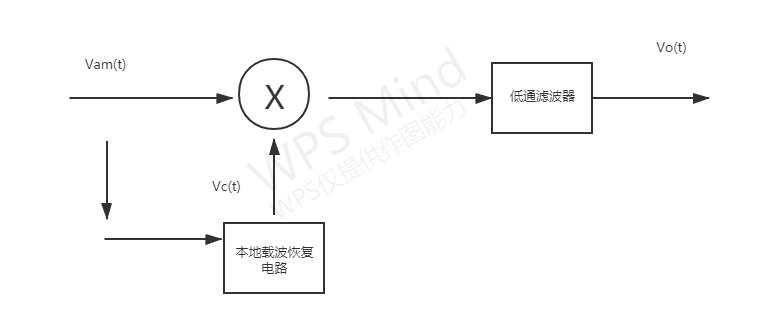 Vam(t)
X
低通滤波器
Vo(t)
Vc(t)
本地载波恢复
电路
WPS Mind
WPS仅提供作图能力